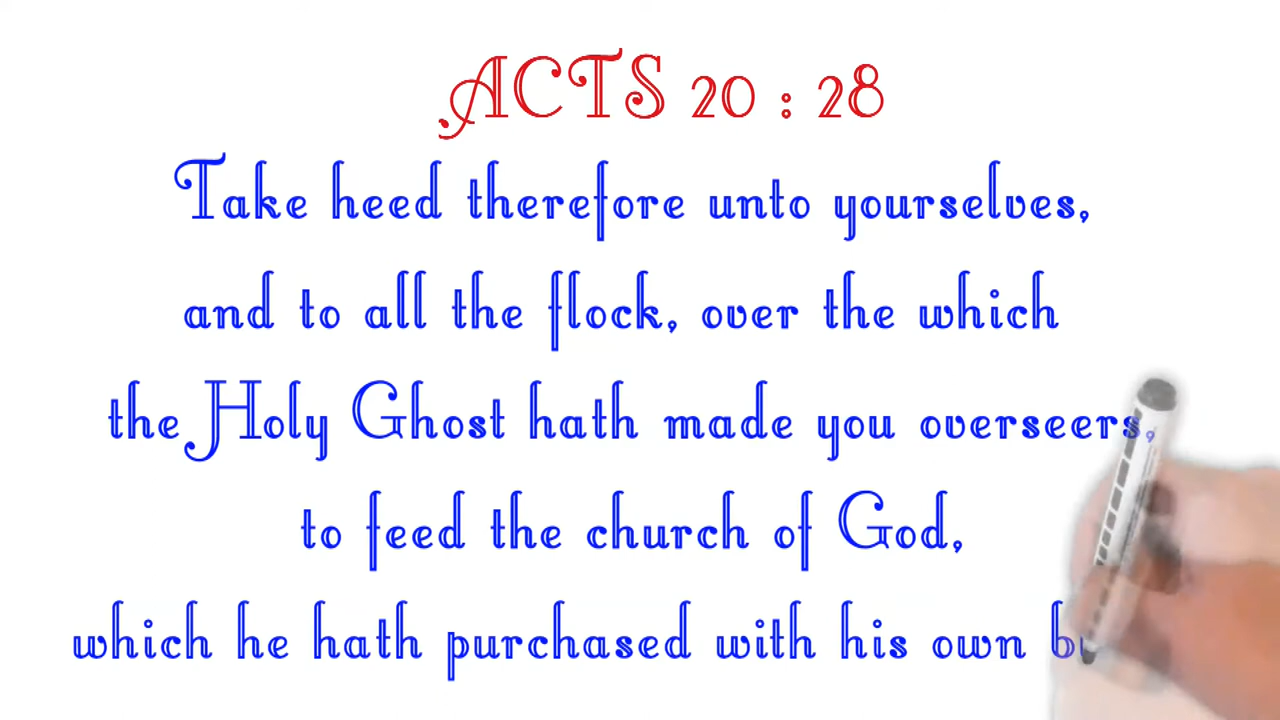 ACTS 20 : 28
Take heed therefore unto yourselves,
and to all the flock, over the which
the Holy Ghost hath made you overseers,
to feed the church of God,
which he hath purchased with his own